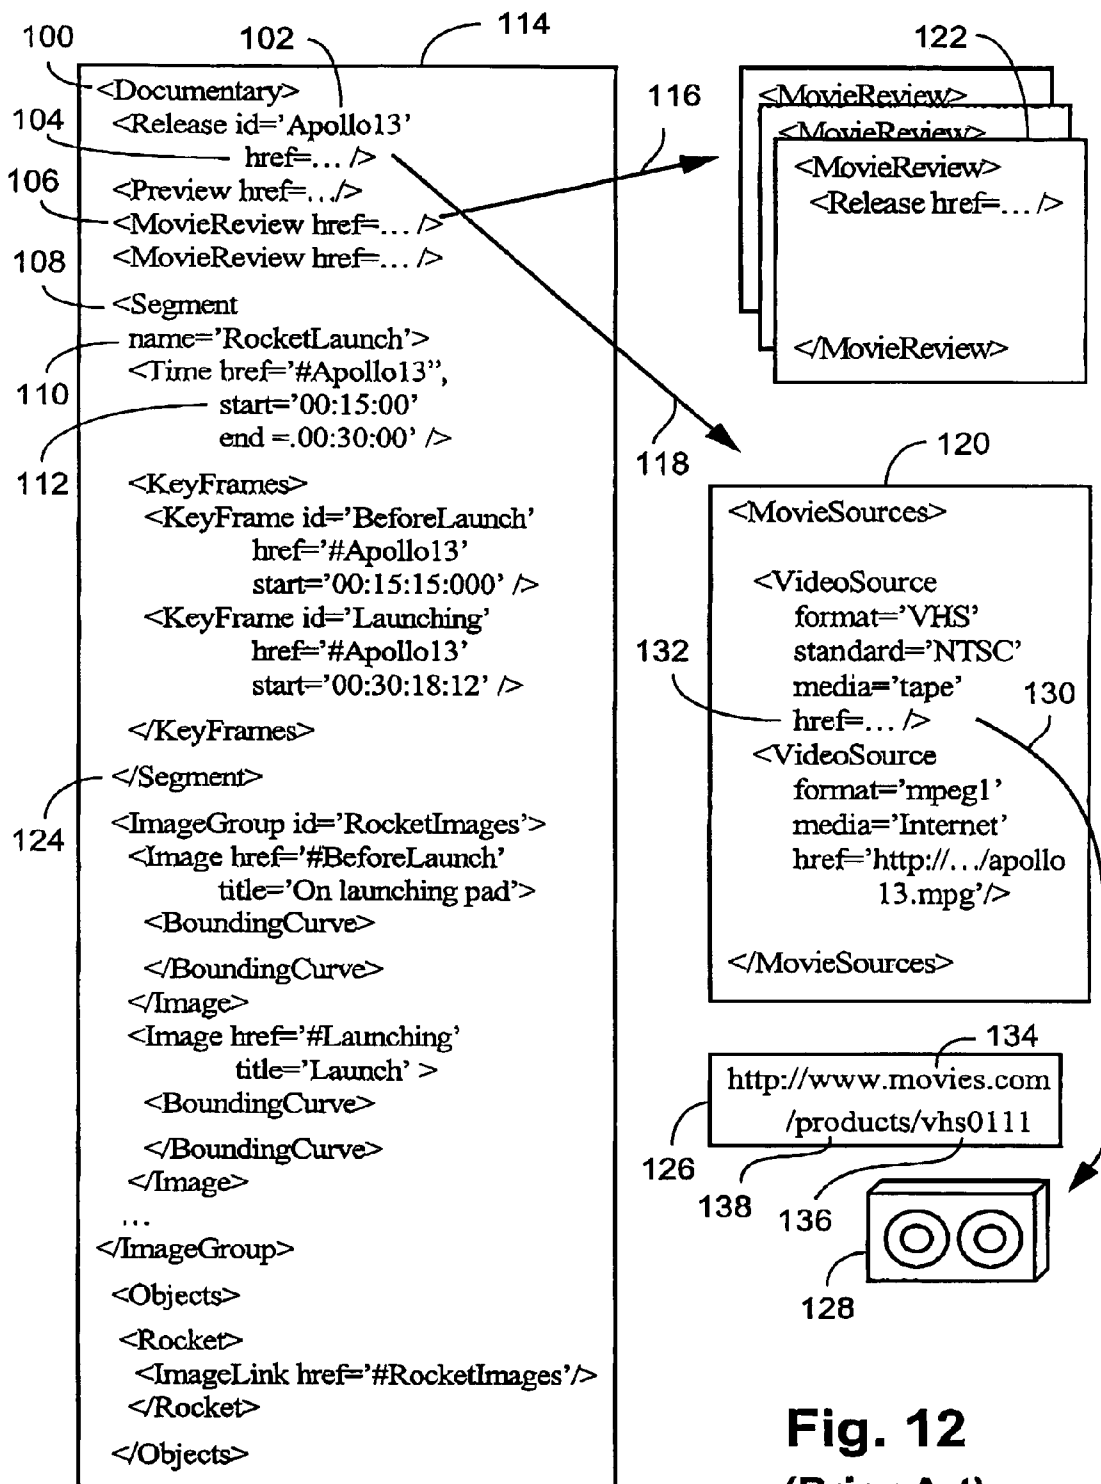 100
102
114
122
<Documentary>
104
<Release id='Apollo13'
href=... />
106
<Preview href=.../>
<MovieReview href=... />
<MovieReview href=... />
108
<Segment
name='RocketLaunch'>
110
<Time href='#Apollo13”,
start='00:15:00'
end =.00:30:00' />
112
<KeyFrames>
<KeyFrame id='BeforeLaunch'
href='#Apollo13'
start='00:15:15:000' />
<KeyFrame id='Launching'
href='#Apollo13'
start='00:30:18:12' />
</KeyFrames>
</Segment>
124
<ImageGroup id='RocketImages'>
<Image href='#BeforeLaunch'
title='On launching pad'>
<BoundingCurve>
</BoundingCurve>
</Image>
<Image href='#Launching'
title='Launch' >
<BoundingCurve>
</BoundingCurve>
</Image>
...
</ImageGroup>
<Objects>
<Rocket>
<ImageLink href='#RocketImages'/>
</Rocket>
</Objects>
116
<MovieReview>
<MovieReview>
<MovieReview>
<Release href=... />
</MovieReview>
118
120
<MovieSources>
<VideoSource
format='VHS'
standard='NTSC'
132
media='tape'
130
href=... />
<VideoSource
format='mpeg1'
media='Internet'
href='http://.../apollo
13.mpg'/>
</MovieSources>
134
http://www.movies.com
/products/vhs0111
126
138
136
128
Fig. 12
(Prior Art)